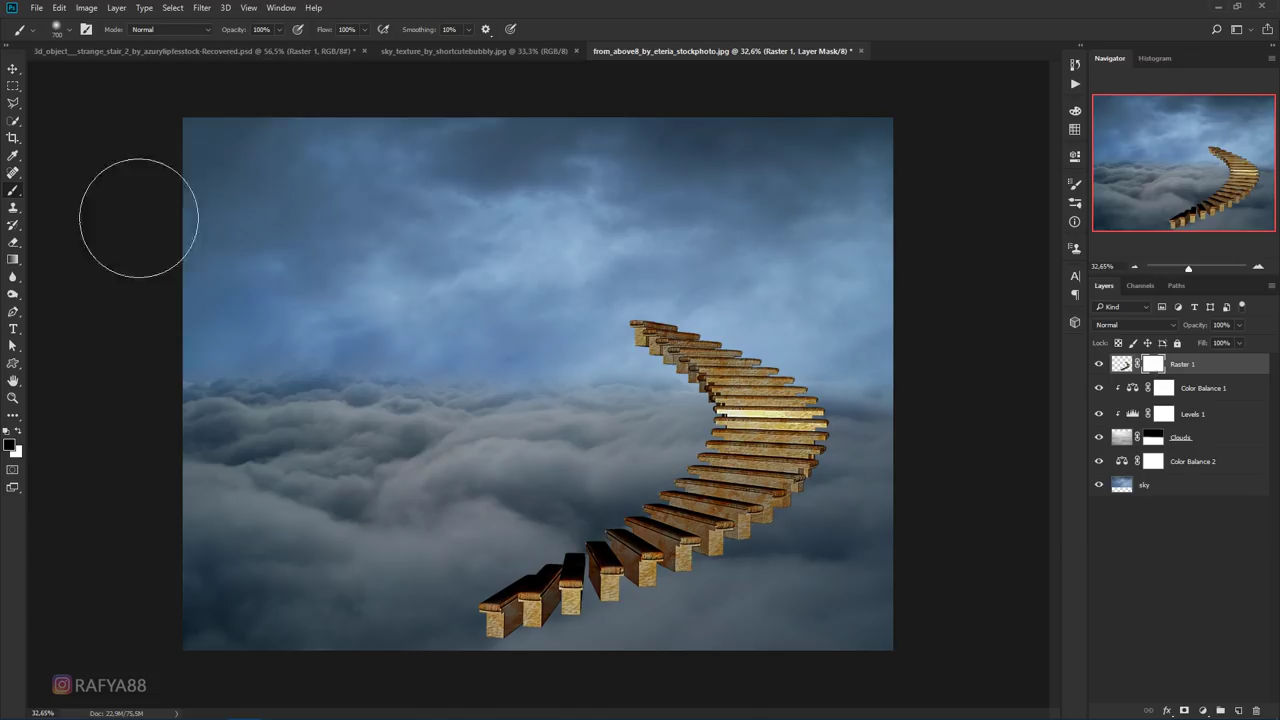 Ps File Edit Image Layer Type Select Filter 3D View Window Help
700 Mode: Normal Opacity: 100% Flow: 100% Smoothing: 10%
3d_object__strange_stair_2_by_azurylipfesstock-Recovered.psd @ 56,5% (Raster 1, RGB/8#) * × sky_texture_by_shortcutebubbly.jpg @ 33,3% (RGB/8) × from_above8_by_eteria_stockphoto.jpg @ 32,6% (Raster 1, Layer Mask/8) * ×
Navigator Histogram
32,65%
Layers Channels Paths
Kind
Normal Opacity: 100%
Lock: Fill: 100%
Raster 1
Color Balance 1
Levels 1
Clouds
Color Balance 2
sky
RAFYA88
32,65% Doc: 22,9M/75,5M